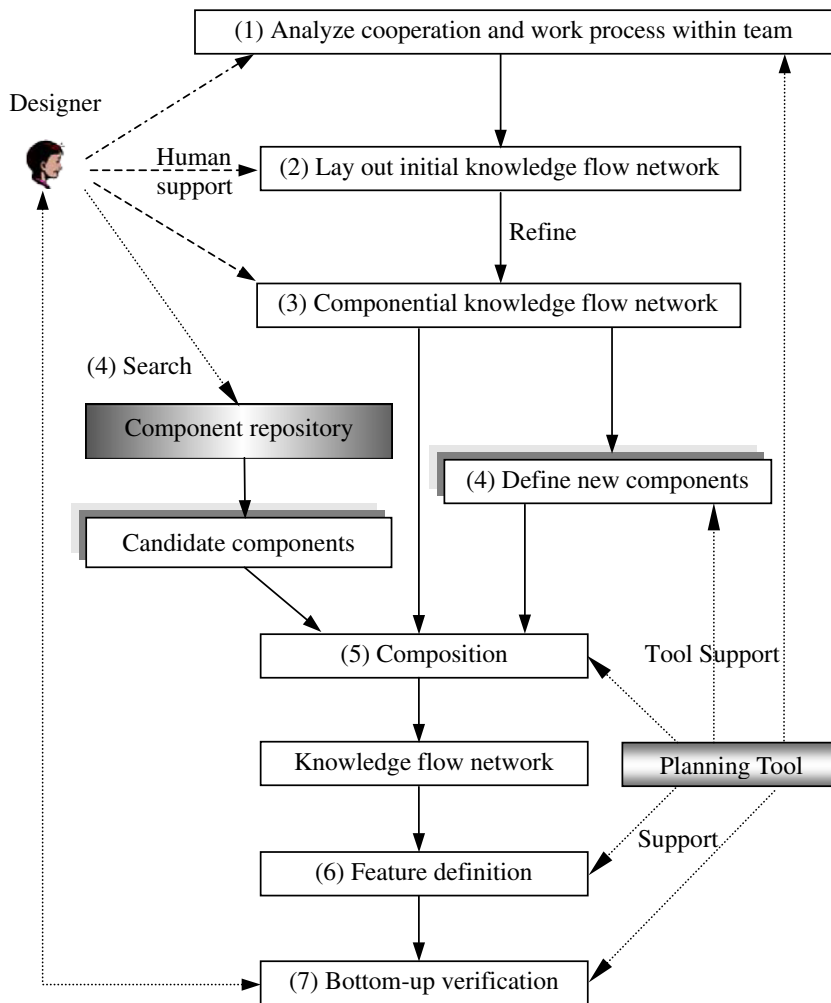 (1) Analyze cooperation and work process within team
Designer
Human
support
(2) Lay out initial knowledge flow network
Refine
(3) Componential knowledge flow network
(4) Search
Component repository
(4) Define new components
Candidate components
(5) Composition
Tool Support
Knowledge flow network
Planning Tool
Support
(6) Feature definition
(7) Bottom-up verification